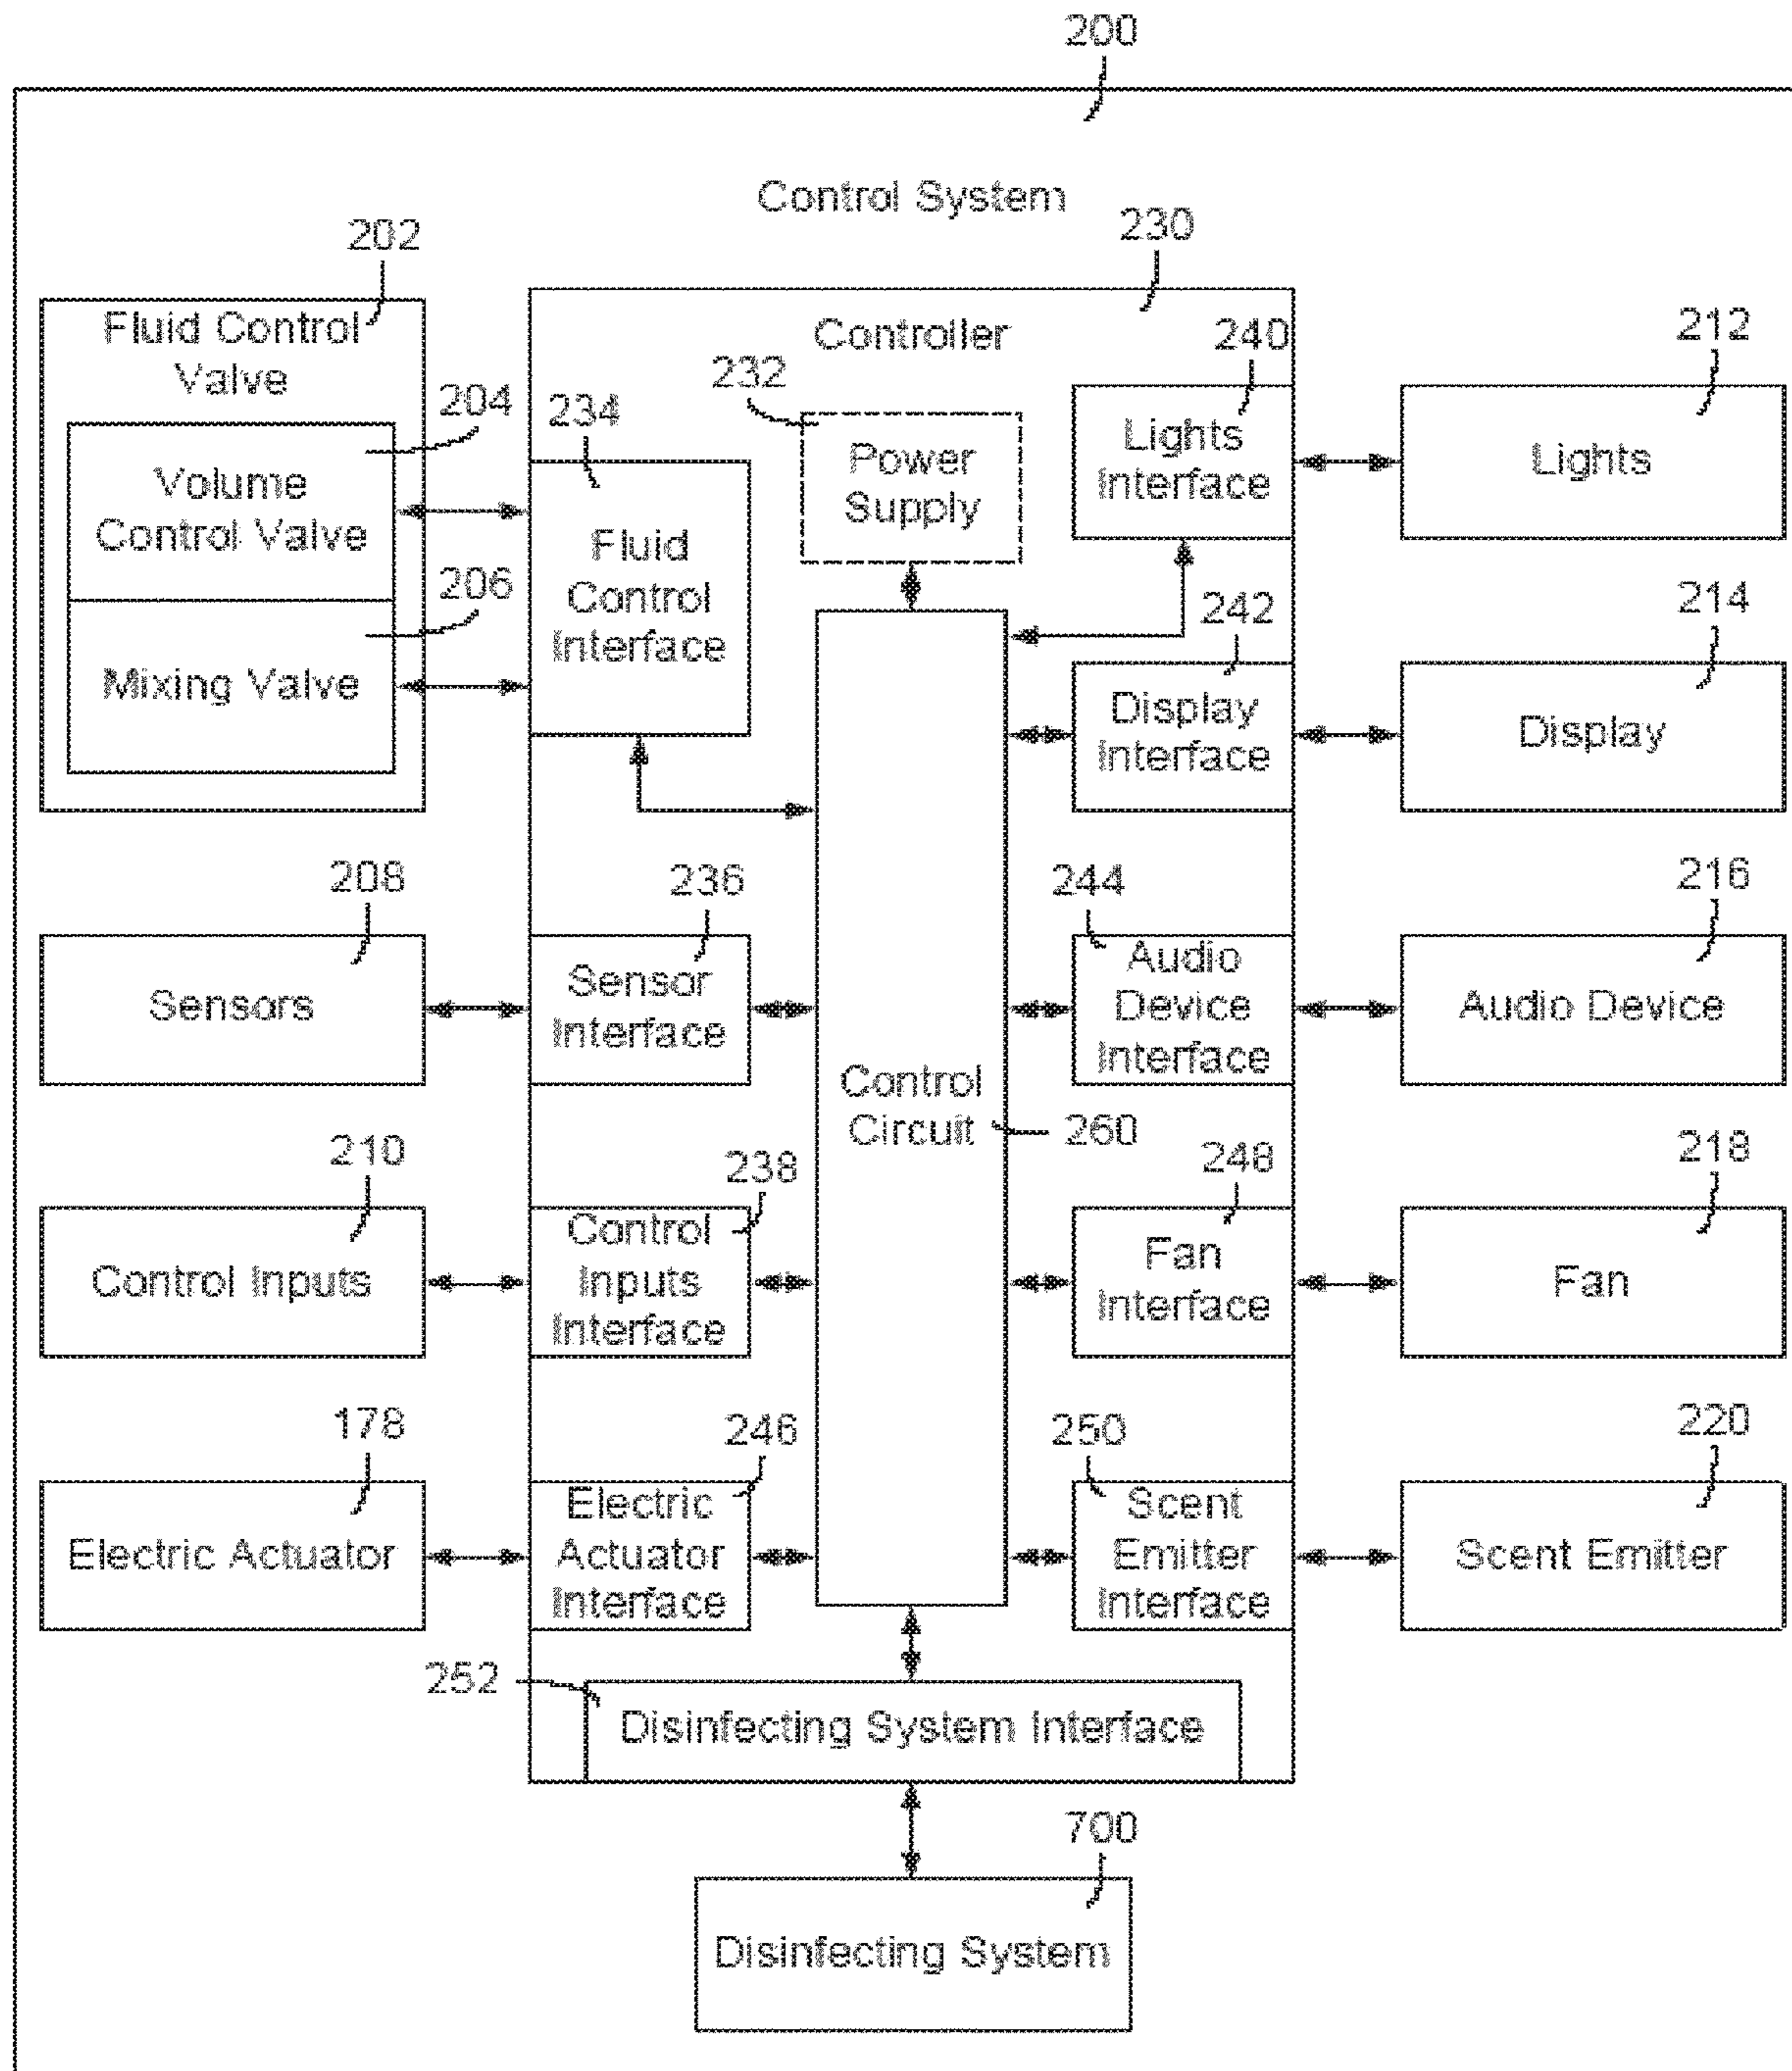 200
Control System
202
230
Fluid Control
Valve
Controller
204
234
232
240
212
Volume
Control Valve
Power
Supply
Lights
Interface
Lights
206
Mixing Valve
Fluid
Control
Interface
242
214
Display
Interface
Display
208
236
244
216
Sensors
Sensor
Interface
Audio
Device
Interface
Audio Device
Control
Circuit
260
210
238
248
218
Control Inputs
Control
Inputs
Interface
Fan
Interface
Fan
178
246
250
220
Electric Actuator
Electric
Actuator
Interface
Scent
Emitter
Interface
Scent Emitter
252
Disinfecting System Interface
700
Disinfecting System